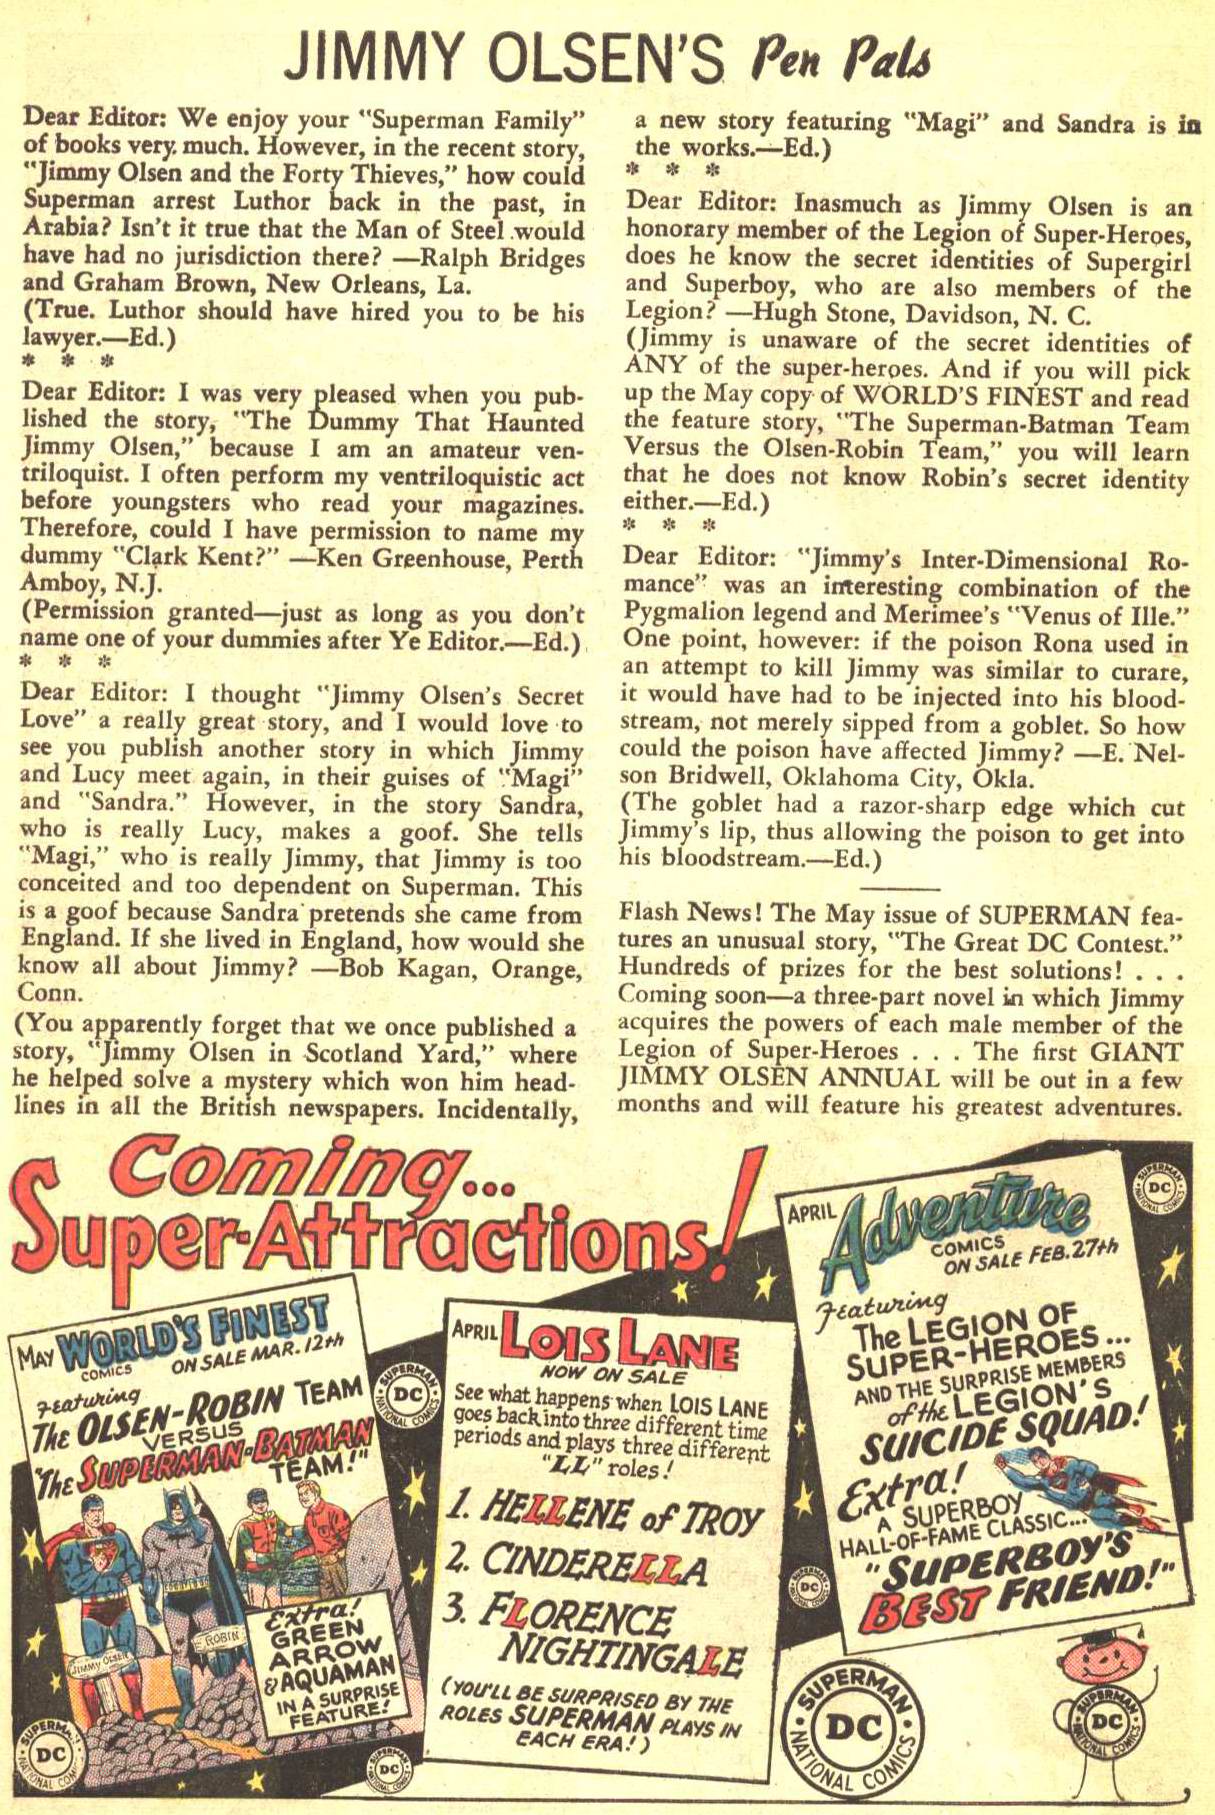 JIMMY OLSEN'S Pen Pals
Dear Editor: We enjoy your "Superman Family"
of books very. much. However, in the recent story,
"Jimmy Olsen and the Forty Thieves," how could
Superman arrest Luthor back in the past, in
Arabia? Isn't it true that the Man of Steel would
have had no jurisdiction there? —Ralph Bridges
and Graham Brown, New Orleans, La.
(True. Luthor should have hired you to be his
lawyer.—Ed.)
* * *
Dear Editor: I was very pleased when you pub-
lished the story, "The Dummy That Haunted
Jimmy Olsen," because I am an amateur ven-
triloquist. I often perform my ventriloquistic act
before youngsters who read your magazines.
Therefore, could I have permission to name my
dummy "Clark Kent?" —Ken Greenhouse, Perth
Amboy, N.J.
(Permission granted—just as long as you don't
name one of your dummies after Ye Editor.—Ed.)
* * *
Dear Editor: I thought "Jimmy Olsen's Secret
Love" a really great story, and I would love to
see you publish another story in which Jimmy
and Lucy meet again, in their guises of "Magi"
and "Sandra." However, in the story Sandra,
who is really Lucy, makes a goof. She tells
"Magi," who is really Jimmy, that Jimmy is too
conceited and too dependent on Superman. This
is a goof because Sandra pretends she came from
England. If she lived in England, how would she
know all about Jimmy? —Bob Kagan, Orange,
Conn.
(You apparently forget that we once published a
story, "Jimmy Olsen in Scotland Yard," where
he helped solve a mystery which won him head-
lines in all the British newspapers. Incidentally,
a new story featuring "Magi" and Sandra is in
the works.—Ed.)
* * *
Dear Editor: Inasmuch as Jimmy Olsen is an
honorary member of the Legion of Super-Heroes,
does he know the secret identities of Supergirl
and Superboy, who are also members of the
Legion? —Hugh Stone, Davidson, N. C.
(Jimmy is unaware of the secret identities of
ANY of the super-heroes. And if you will pick
up the May copy of WORLD'S FINEST and read
the feature story, "The Superman-Batman Team
Versus the Olsen-Robin Team," you will learn
that he does not know Robin's secret identity
either.—Ed.)
* * *
Dear Editor: "Jimmy's Inter-Dimensional Ro-
mance" was an interesting combination of the
Pygmalion legend and Merimee's "Venus of Ille."
One point, however: if the poison Rona used in
an attempt to kill Jimmy was similar to curare,
it would have had to be injected into his blood-
stream, not merely sipped from a goblet. So how
could the poison have affected Jimmy? —E. Nel-
son Bridwell, Oklahoma City, Okla.
(The goblet had a razor-sharp edge which cut
Jimmy's lip, thus allowing the poison to get into
his bloodstream.—Ed.)
Flash News! The May issue of SUPERMAN fea-
tures an unusual story, "The Great DC Contest."
Hundreds of prizes for the best solutions! . . .
Coming soon—a three-part novel in which Jimmy
acquires the powers of each male member of the
Legion of Super-Heroes . . . The first GIANT
JIMMY OLSEN ANNUAL will be out in a few
months and will feature his greatest adventures.
Coming...
Super-Attractions!
MAY WORLD'S FINEST
COMICS ON SALE MAR. 12th
Featuring
The OLSEN-ROBIN TEAM
VERSUS
"The SUPERMAN-BATMAN
TEAM!"
JIMMY OLSEN
ROBIN
Extra!
GREEN
ARROW
& AQUAMAN
IN A SURPRISE
FEATURE!
SUPERMAN
DC
NATIONAL COMICS
SUPERMAN
DC
NATIONAL COMICS
DC
APRIL LOIS LANE
NOW ON SALE
See what happens when LOIS LANE
goes back into three different time
periods and plays three different
"LL" roles!
1. HELLENE of TROY
2. CINDERELLA
3. FLORENCE
NIGHTINGALE
(YOU'LL BE SURPRISED BY THE
ROLES SUPERMAN PLAYS IN
EACH ERA!)
APRIL Adventure
COMICS
ON SALE FEB. 27th
Featuring
The LEGION OF
SUPER-HEROES...
AND THE SURPRISE MEMBERS
of the LEGION'S
SUICIDE SQUAD!
Extra!
A SUPERBOY
HALL-OF-FAME CLASSIC...
"SUPERBOY'S
BEST FRIEND!"
SUPERMAN
DC
NATIONAL COMICS
DC
SUPERMAN
DC
NATIONAL COMICS
SUPERMAN
DC
NATIONAL COMICS